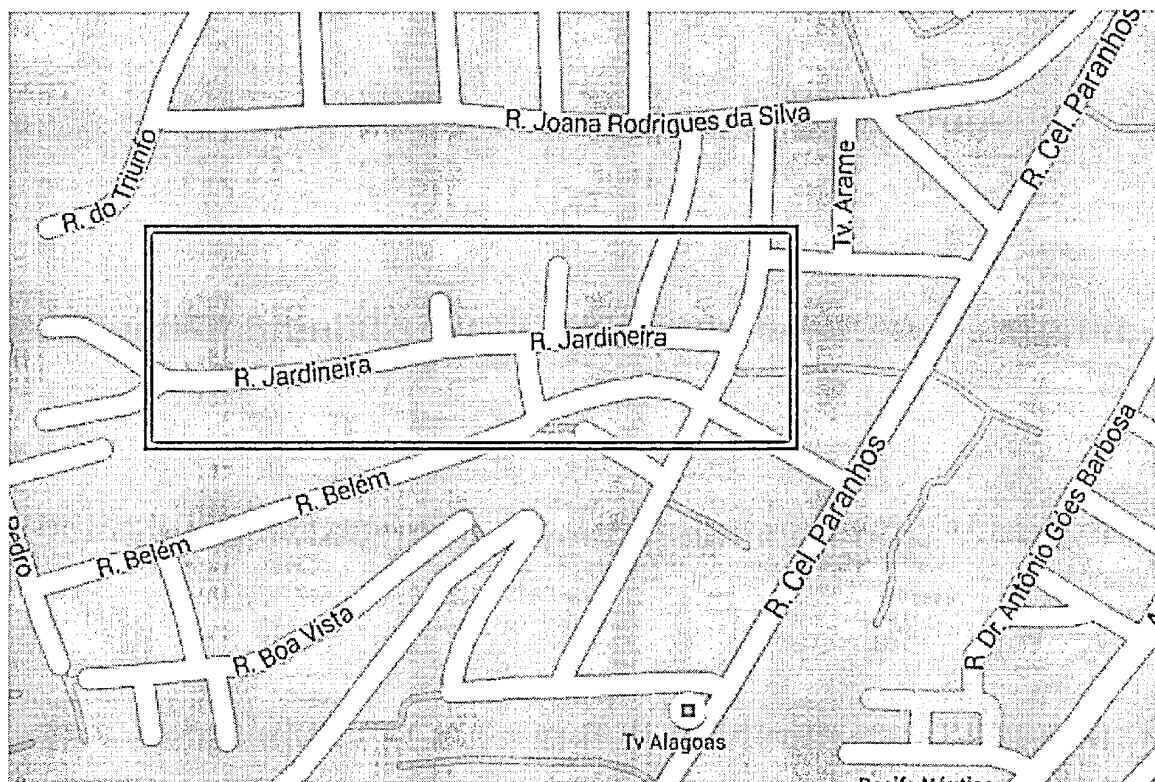 R. Joana Rodrigues da Silva
R. Cel. Paranhos
R. do Triunfo
Tv. Arame
R. Jardineira
R. Jardineira
R. Belém
R. Belém
Pedro
R. Boa Vista
R. Cel. Paranhos
R. Dr. Antônio Góes Barbosa
Tv Alagoas